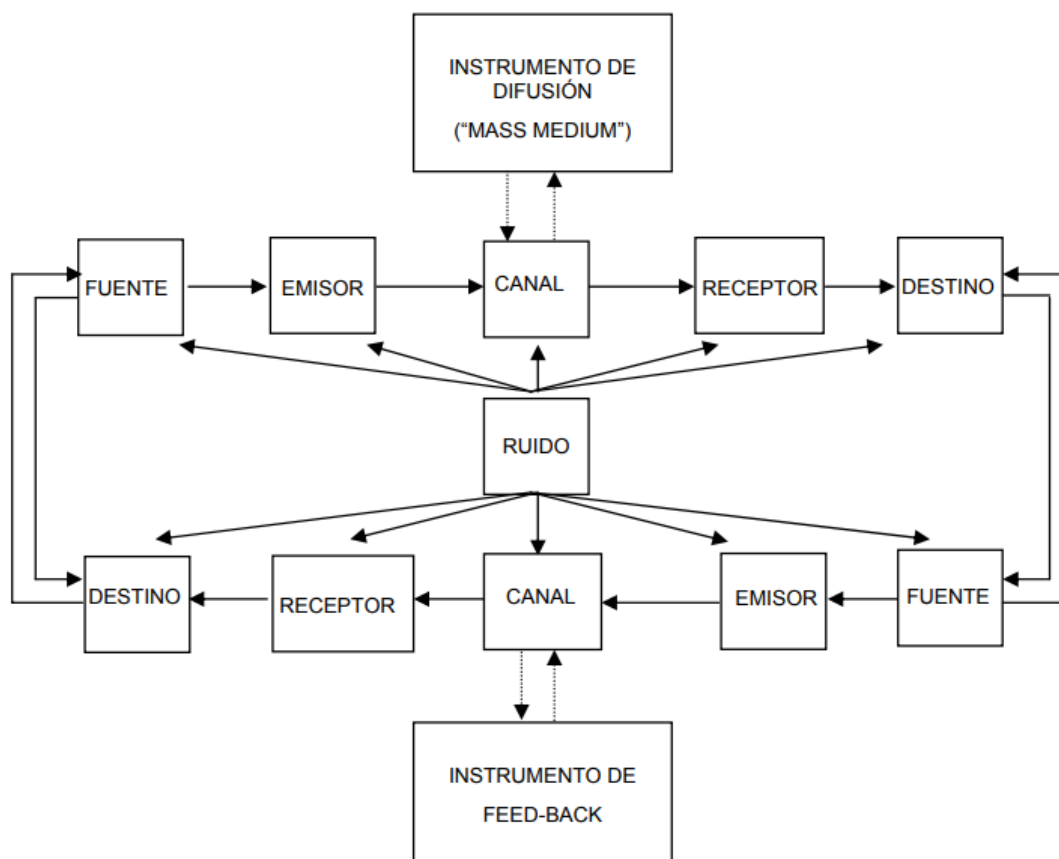 INSTRUMENTO DE
DIFUSIÓN
(“MASS MEDIUM”)
FUENTE
EMISOR
CANAL
RECEPTOR
DESTINO
RUIDO
DESTINO
RECEPTOR
CANAL
EMISOR
FUENTE
INSTRUMENTO DE
FEED-BACK